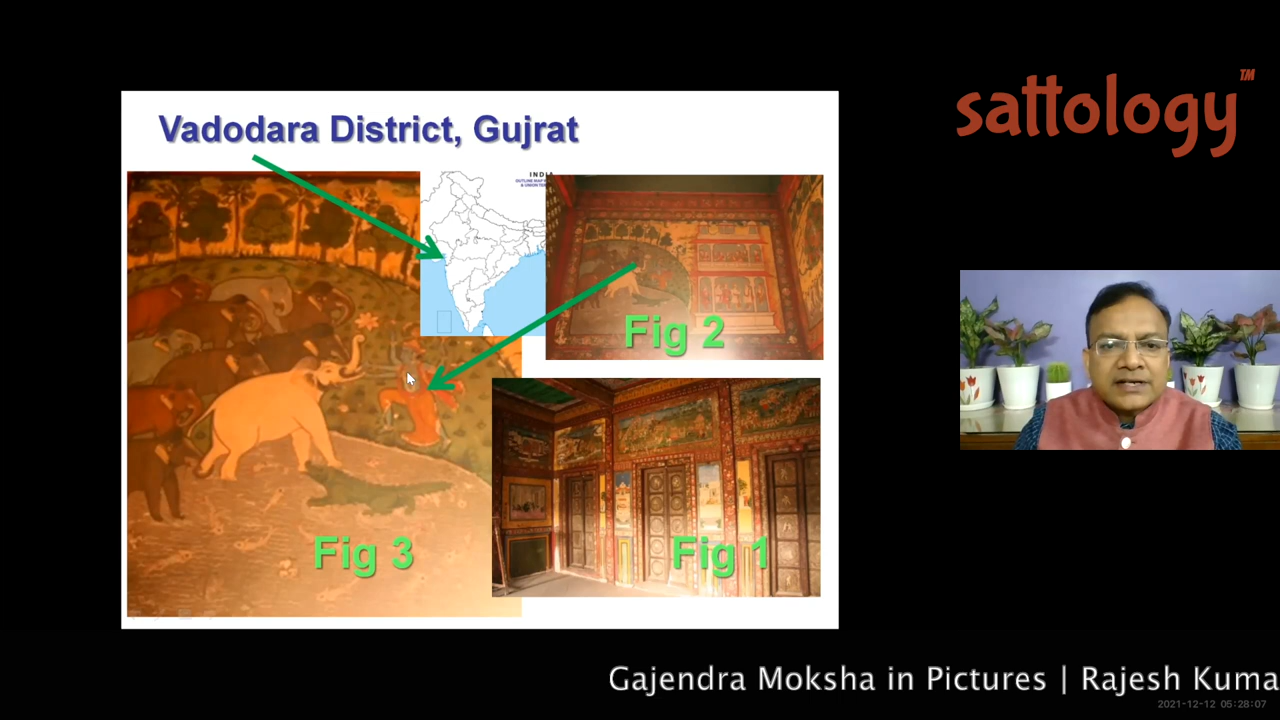 sattology™
Vadodara District, Gujrat
INDIA
Fig 2
Fig 3
Fig 1
Gajendra Moksha in Pictures | Rajesh Kuma
2021-12-12 05:28:07